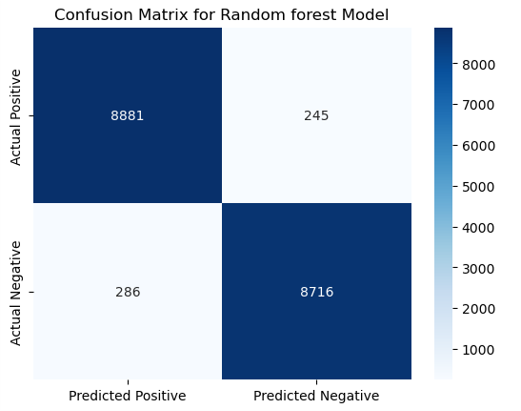 Confusion Matrix for Random forest Model
Actual Positive
8881
245
Actual Negative
286
8716
Predicted Positive
Predicted Negative
8000
7000
6000
5000
4000
3000
2000
1000